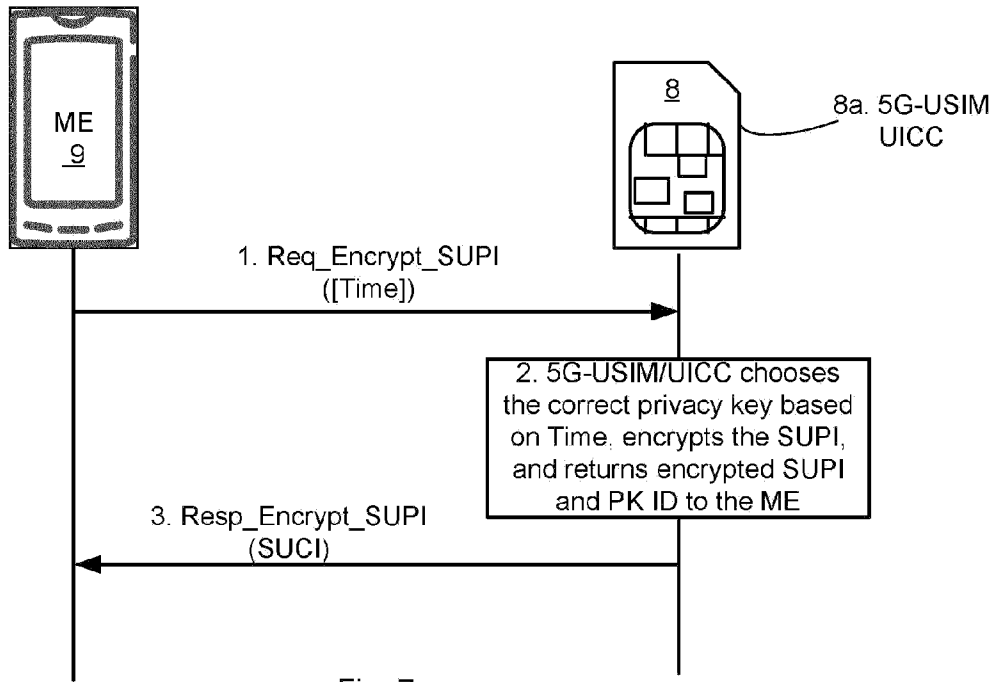 ME
9
8
8a. 5G-USIM
UICC
1. Req_Encrypt_SUPI
([Time])
2. 5G-USIM/UICC chooses
the correct privacy key based
on Time, encrypts the SUPI,
and returns encrypted SUPI
and PK ID to the ME
3. Resp_Encrypt_SUPI
(SUCI)